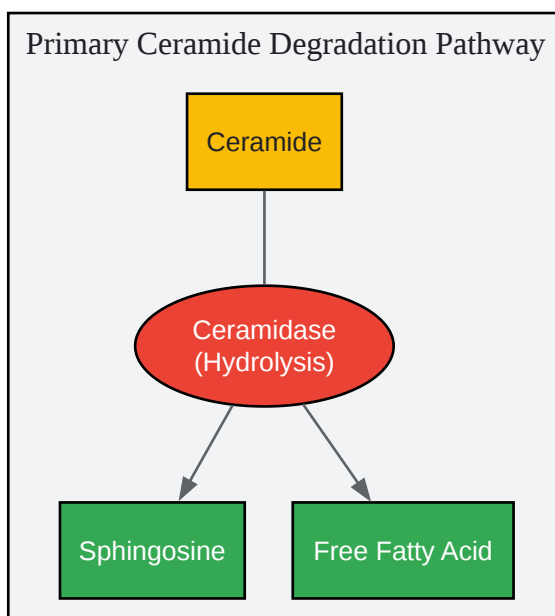 Primary Ceramide Degradation Pathway
Ceramide
Ceramidase
(Hydrolysis)
Sphingosine
Free Fatty Acid